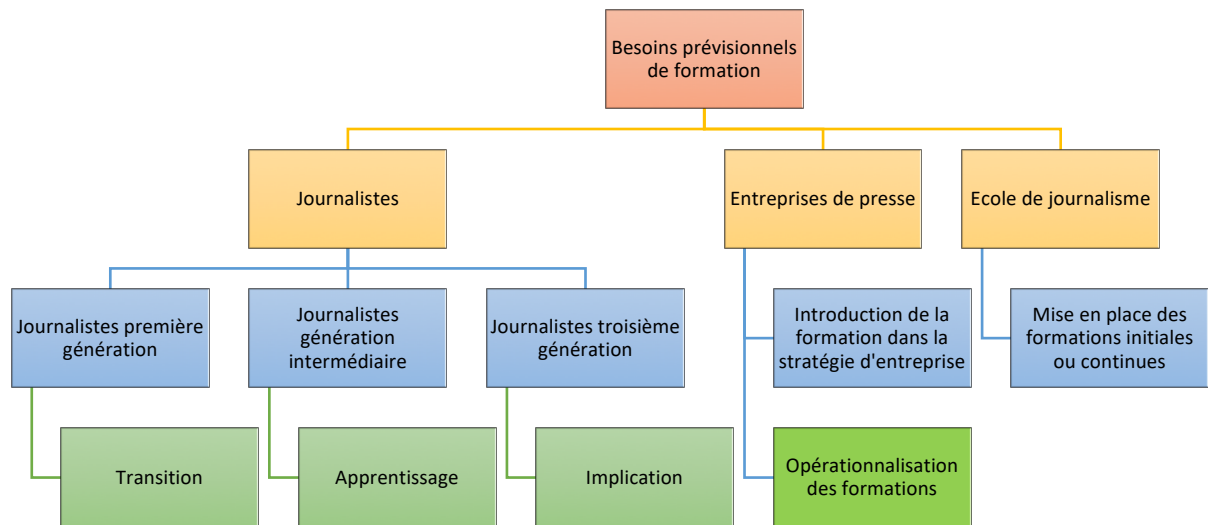 Besoins prévisionnels
de formation
Journalistes
Entreprises de presse
Ecole de journalisme
Journalistes première
génération
Journalistes
génération
intermédiaire
Journalistes troisième
génération
Introduction de la
formation dans la
stratégie d'entreprise
Mise en place des
formations initiales
ou continues
Transition
Apprentissage
Implication
Opérationnalisation
des formations